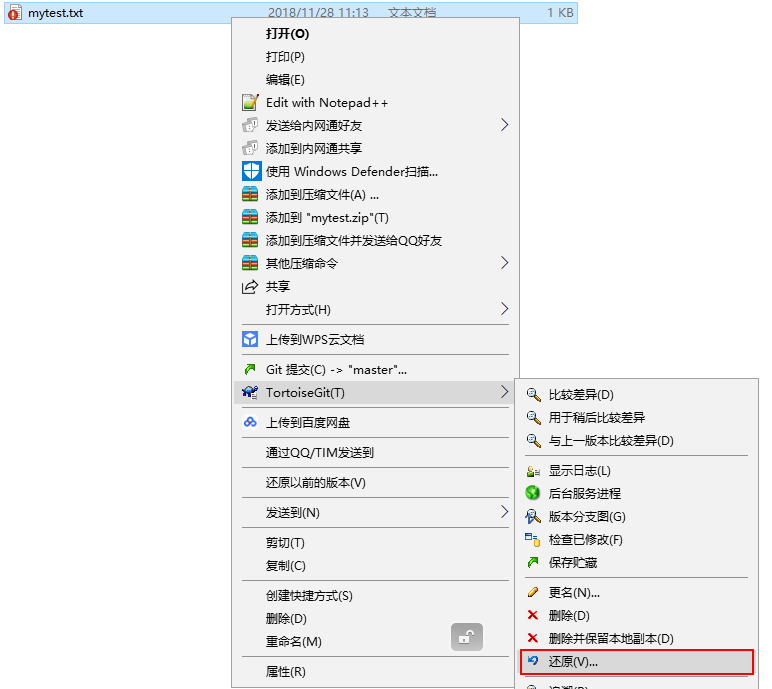 mytest.txt 2018/11/28 11:13 文本文档 1 KB
打开(O)
打印(P)
编辑(E)
Edit with Notepad++
发送给内网通好友
添加到内网通共享
使用 Windows Defender扫描...
添加到压缩文件(A) ...
添加到 "mytest.zip"(T)
添加到压缩文件并发送给QQ好友
其他压缩命令
共享
打开方式(H)
上传到WPS云文档
Git 提交(C) -> "master"...
TortoiseGit(T)
上传到百度网盘
通过QQ/TIM发送到
还原以前的版本(V)
发送到(N)
剪切(T)
复制(C)
创建快捷方式(S)
删除(D)
重命名(M)
属性(R)
比较差异(D)
用于稍后比较差异
与上一版本比较差异(D)
显示日志(L)
后台服务进程
版本分支图(G)
检查已修改(F)
保存贮藏
更名(N)...
删除(D)
删除并保留本地副本(D)
还原(V)...